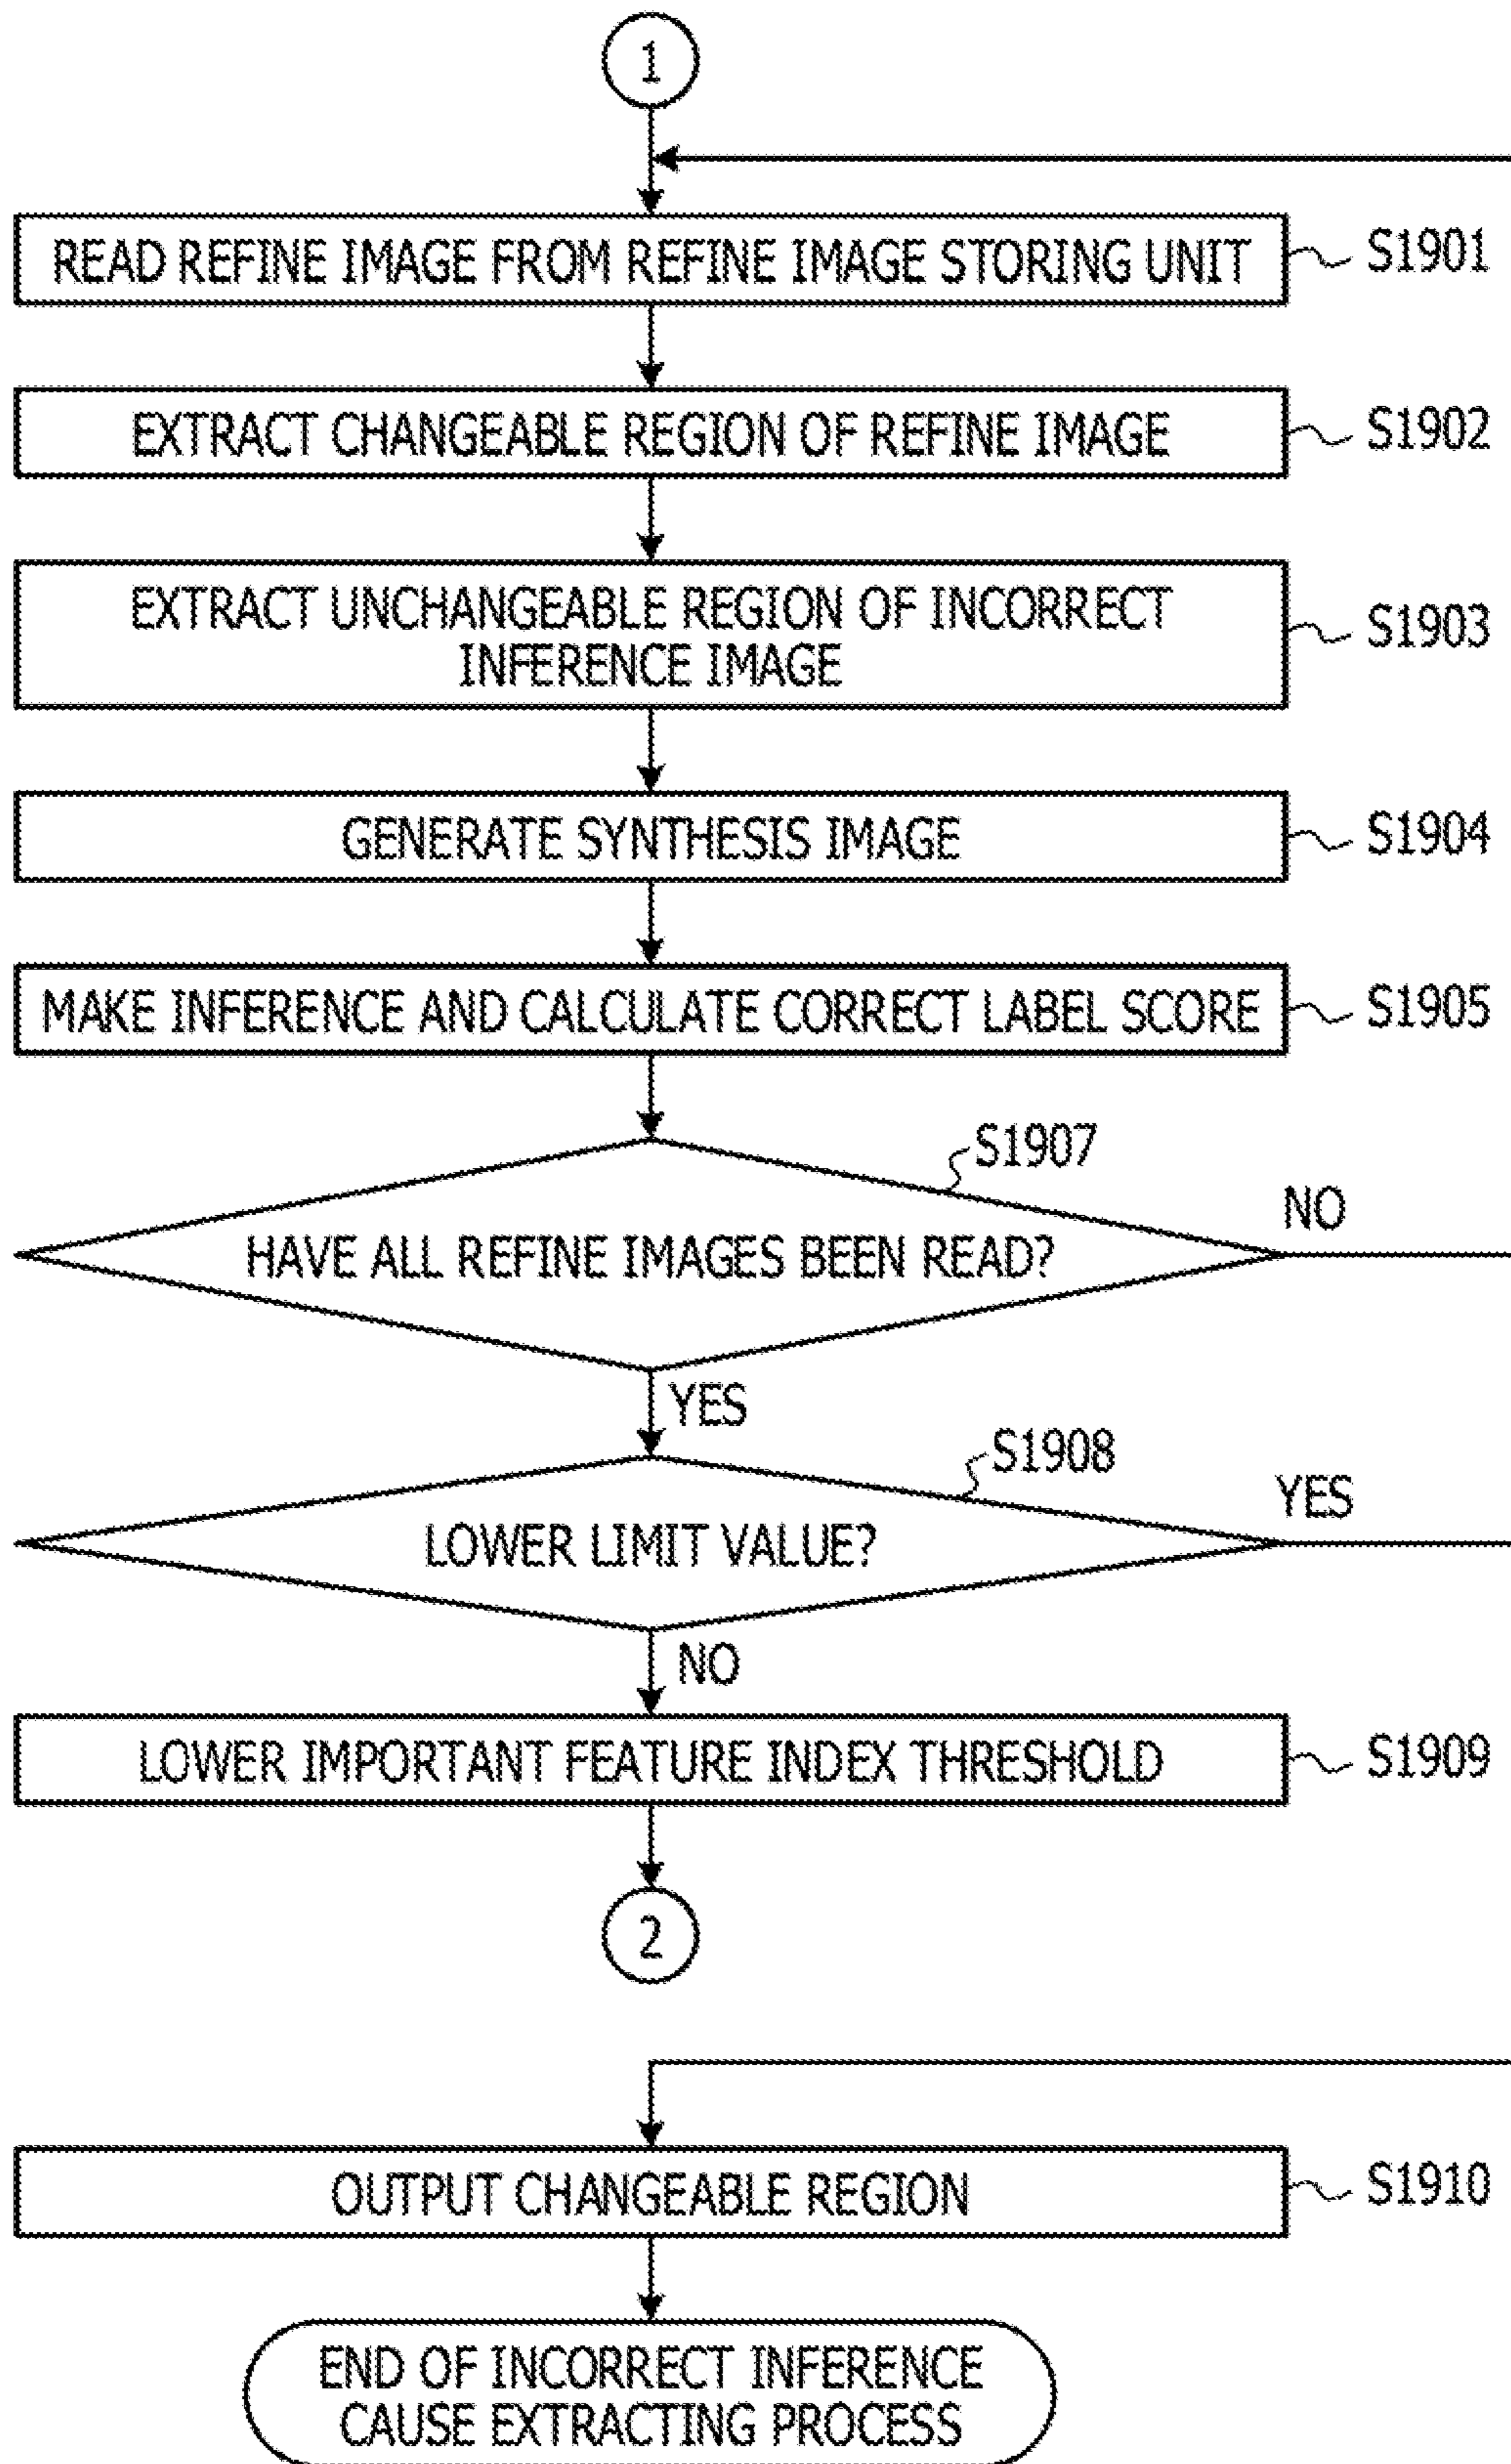 1
READ REFINE IMAGE FROM REFINE IMAGE STORING UNIT
S1901
EXTRACT CHANGEABLE REGION OF REFINE IMAGE
S1902
EXTRACT UNCHANGEABLE REGION OF INCORRECT
INFERENCE IMAGE
S1903
GENERATE SYNTHESIS IMAGE
S1904
MAKE INFERENCE AND CALCULATE CORRECT LABEL SCORE
S1905
S1907
NO
HAVE ALL REFINE IMAGES BEEN READ?
YES
S1908
YES
LOWER LIMIT VALUE?
NO
LOWER IMPORTANT FEATURE INDEX THRESHOLD
S1909
2
OUTPUT CHANGEABLE REGION
S1910
END OF INCORRECT INFERENCE
CAUSE EXTRACTING PROCESS